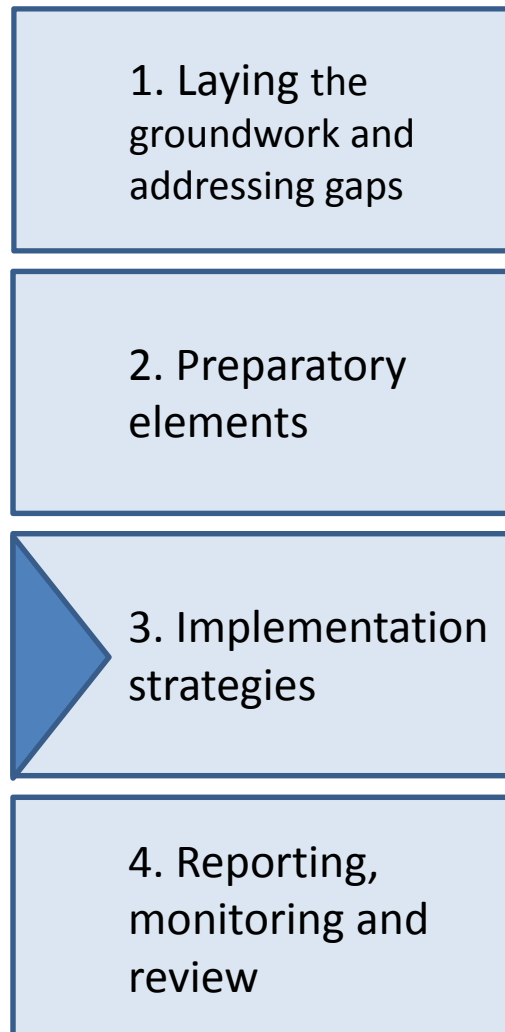 1. Laying the
groundwork and
addressing gaps
2. Preparatory
elements
3. Implementation
strategies
4. Reporting,
monitoring and
review